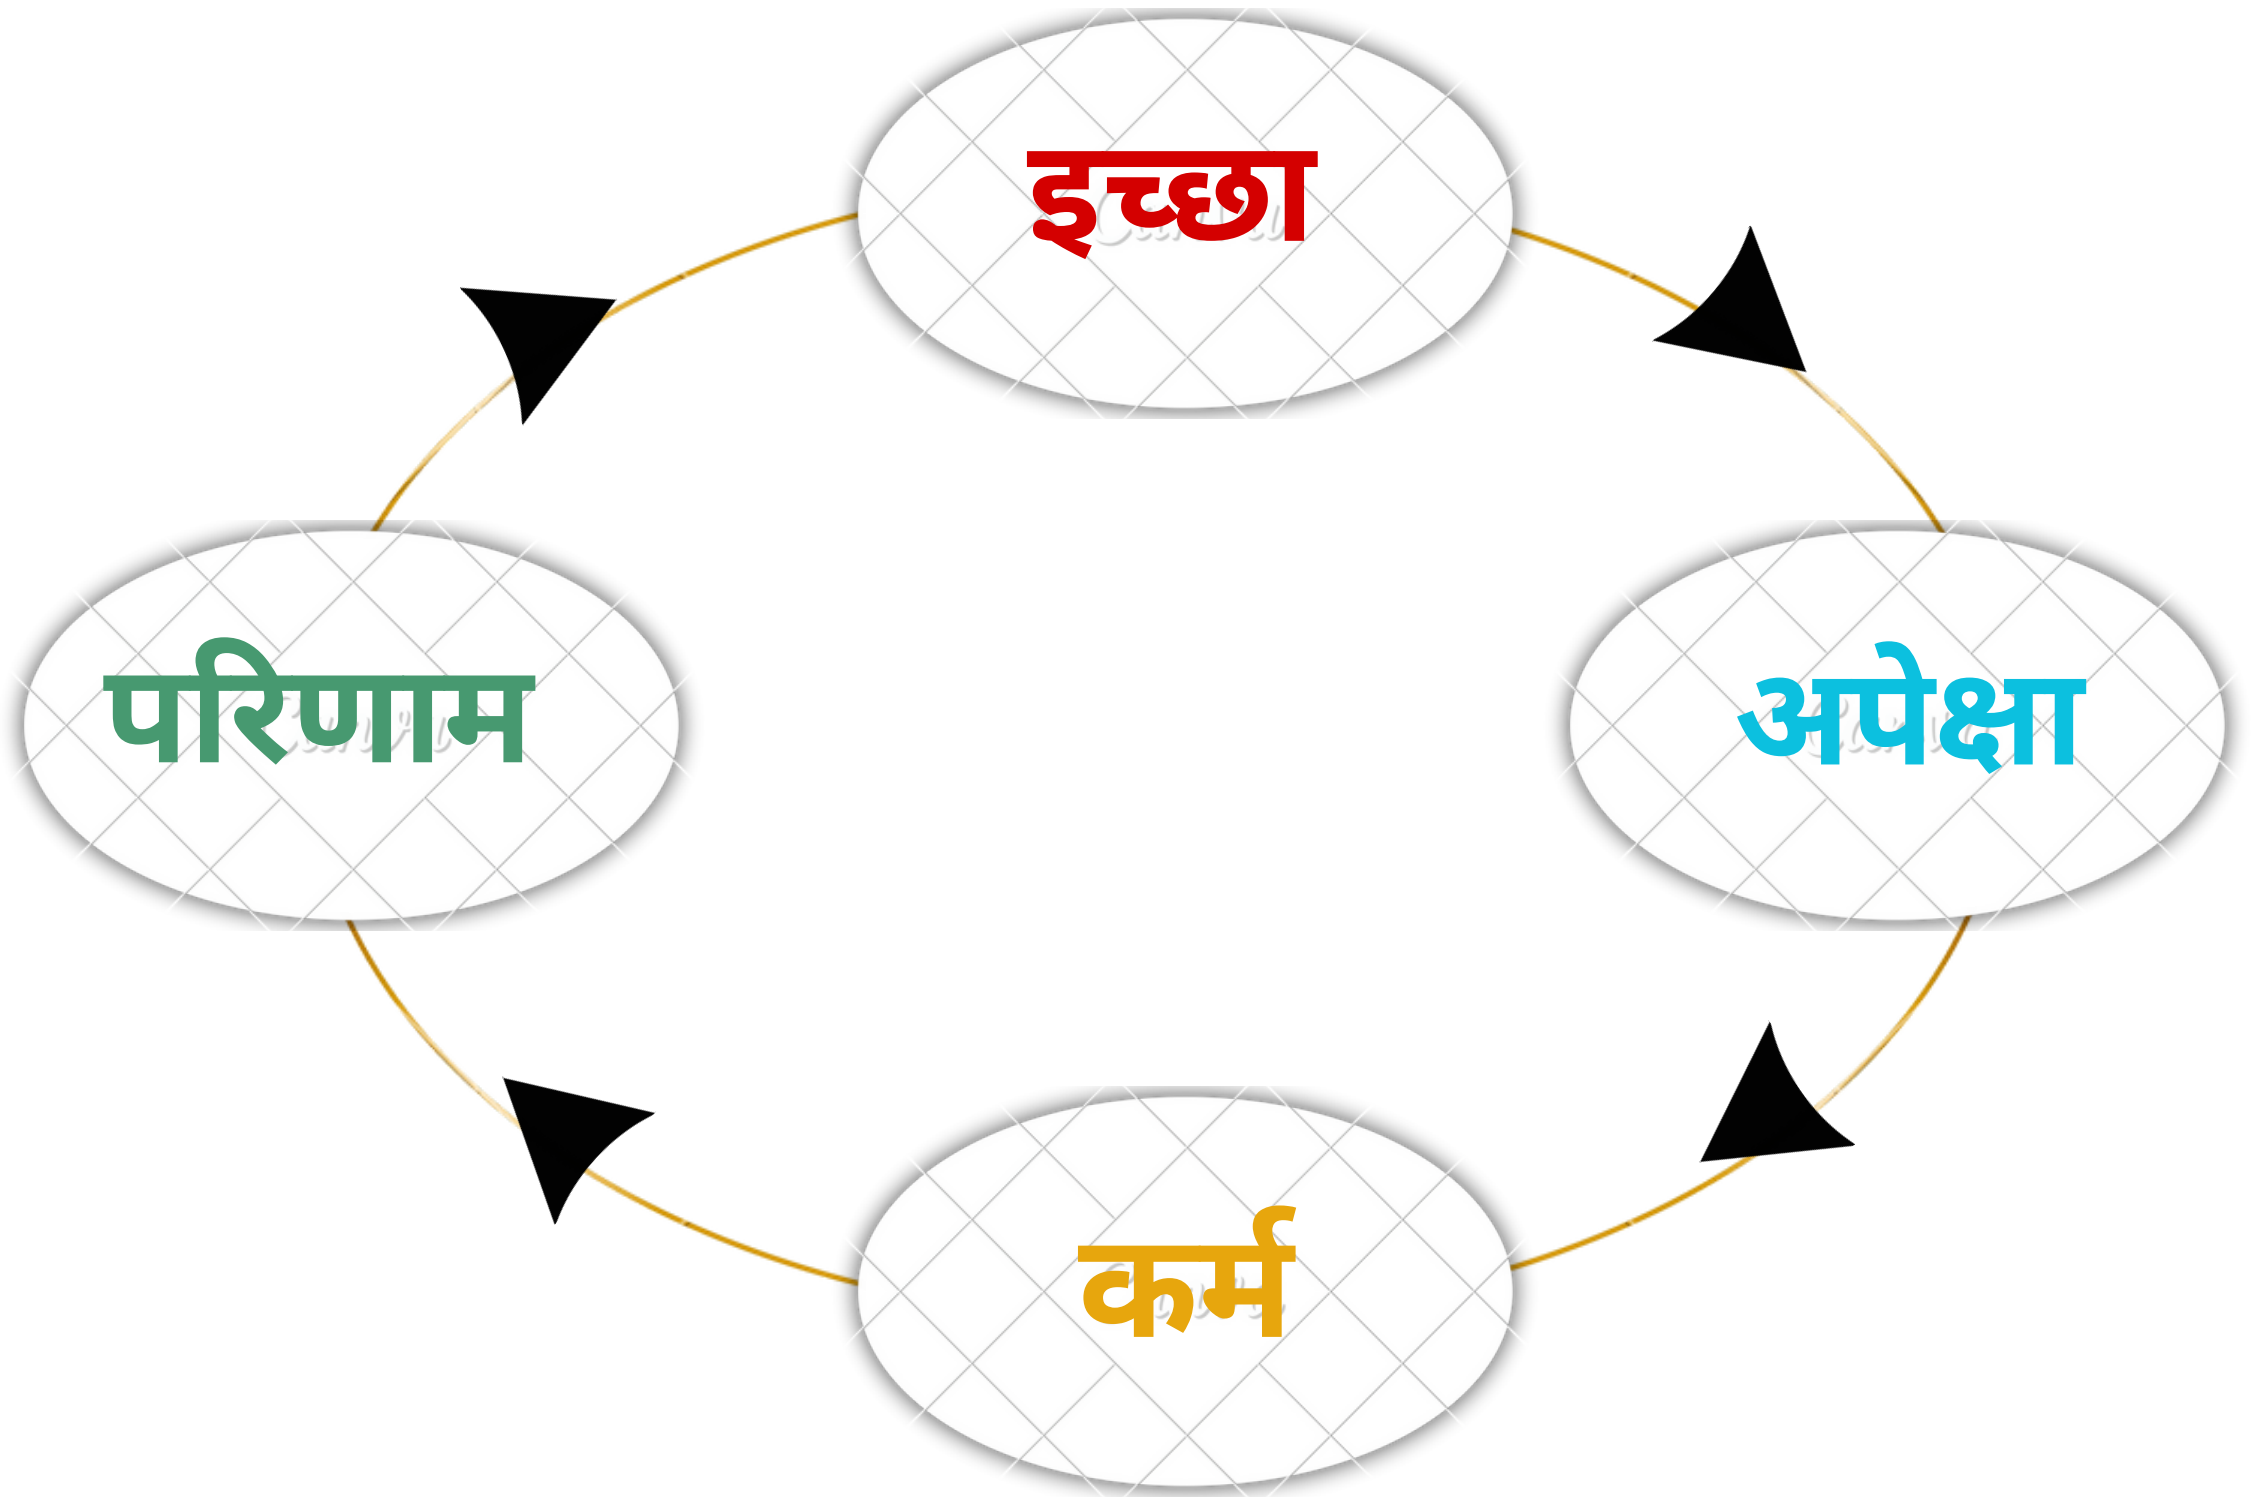 इच्छा
परिणाम
अपेक्षा
कर्म